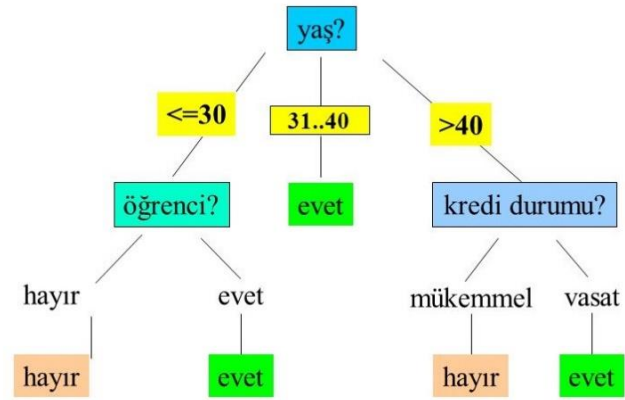 yaş?
<=30
31..40
>40
öğrenci?
evet
kredi durumu?
hayır
evet
mükemmel
vasat
hayır
evet
hayır
evet